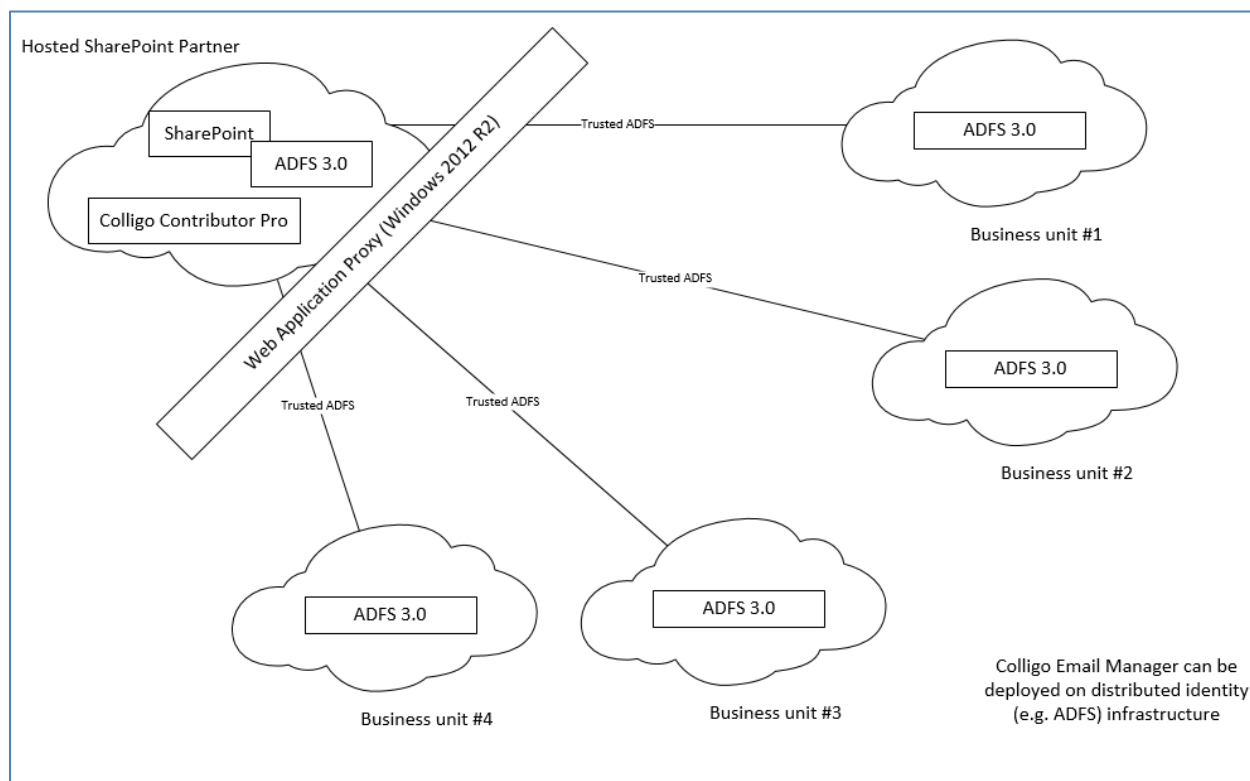 Hosted SharePoint Partner
SharePoint
ADFS 3.0
Colligo Contributor Pro
Web Application Proxy (Windows 2012 R2)
Trusted ADFS
ADFS 3.0
Business unit #1
Trusted ADFS
ADFS 3.0
Business unit #2
Trusted ADFS
Trusted ADFS
ADFS 3.0
Business unit #4
ADFS 3.0
Business unit #3
Colligo Email Manager can be
deployed on distributed identity
(e.g. ADFS) infrastructure